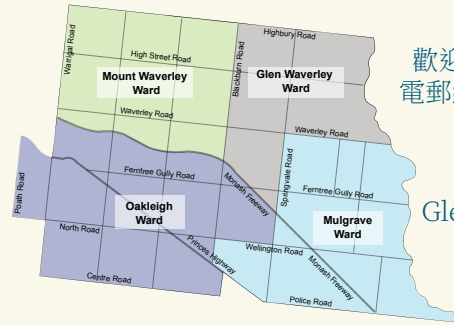 Highbury Road
Warrigal Road
High Street Road
Blackburn Road
Mount Waverley
Ward
Glen Waverley
Ward
歡迎
電郵
Waverley Road
Waverley Road
Springvale Road
Ferntree Gully Road
Monash Freeway
Ferntree Gully Road
Poath Road
Oakleigh
Ward
Mulgrave
Ward
Gle
North Road
Princes Highway
Wellington Road
Monash Freeway
Centre Road
Police Road